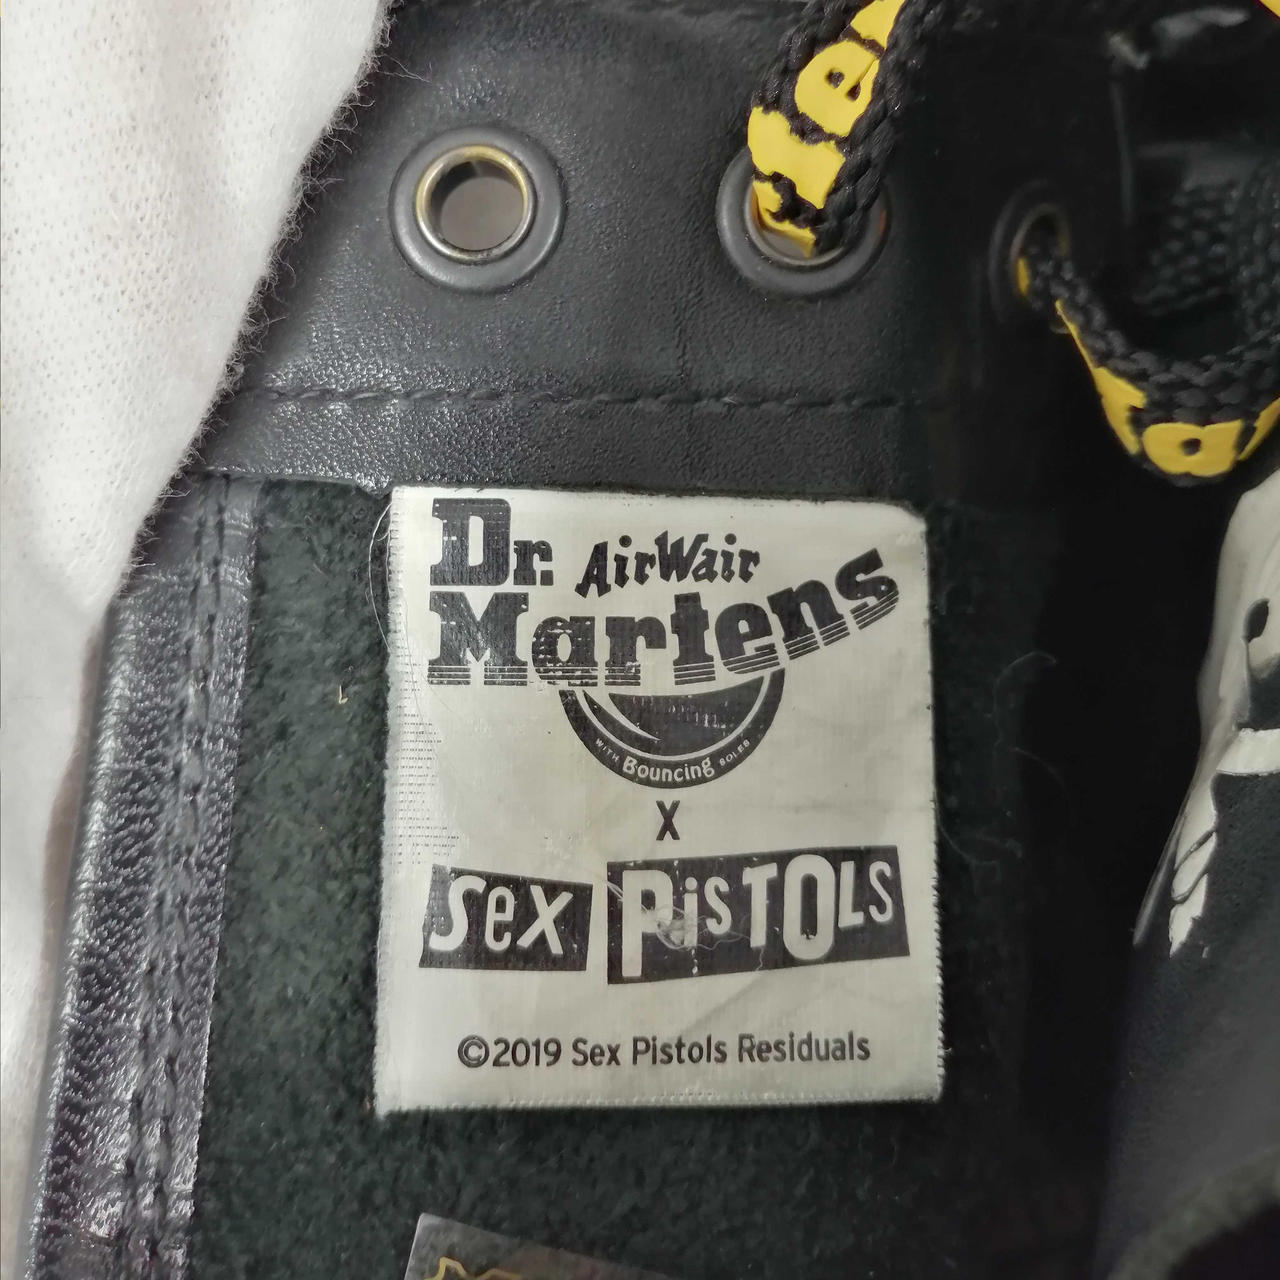 Dr. AirWair
Martens
WITH Bouncing SOLES
X
Sex PisTOLS
©2019 Sex Pistols Residuals